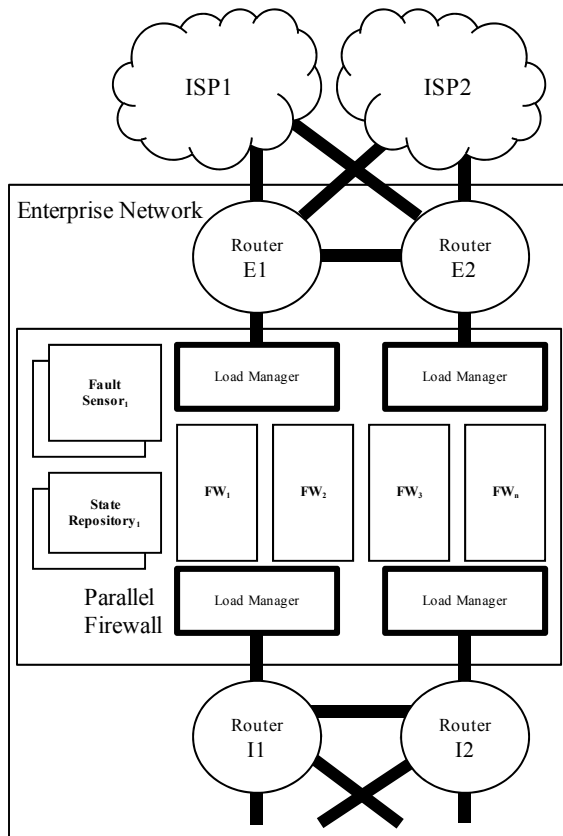 ISP1
ISP2
Enterprise Network
Router
E1
Router
E2
Load Manager
Load Manager
Fault
Sensor₁
FW₁
FW₂
FW₃
FWₙ
State
Repository₁
Parallel
Firewall
Load Manager
Load Manager
Router
I1
Router
I2